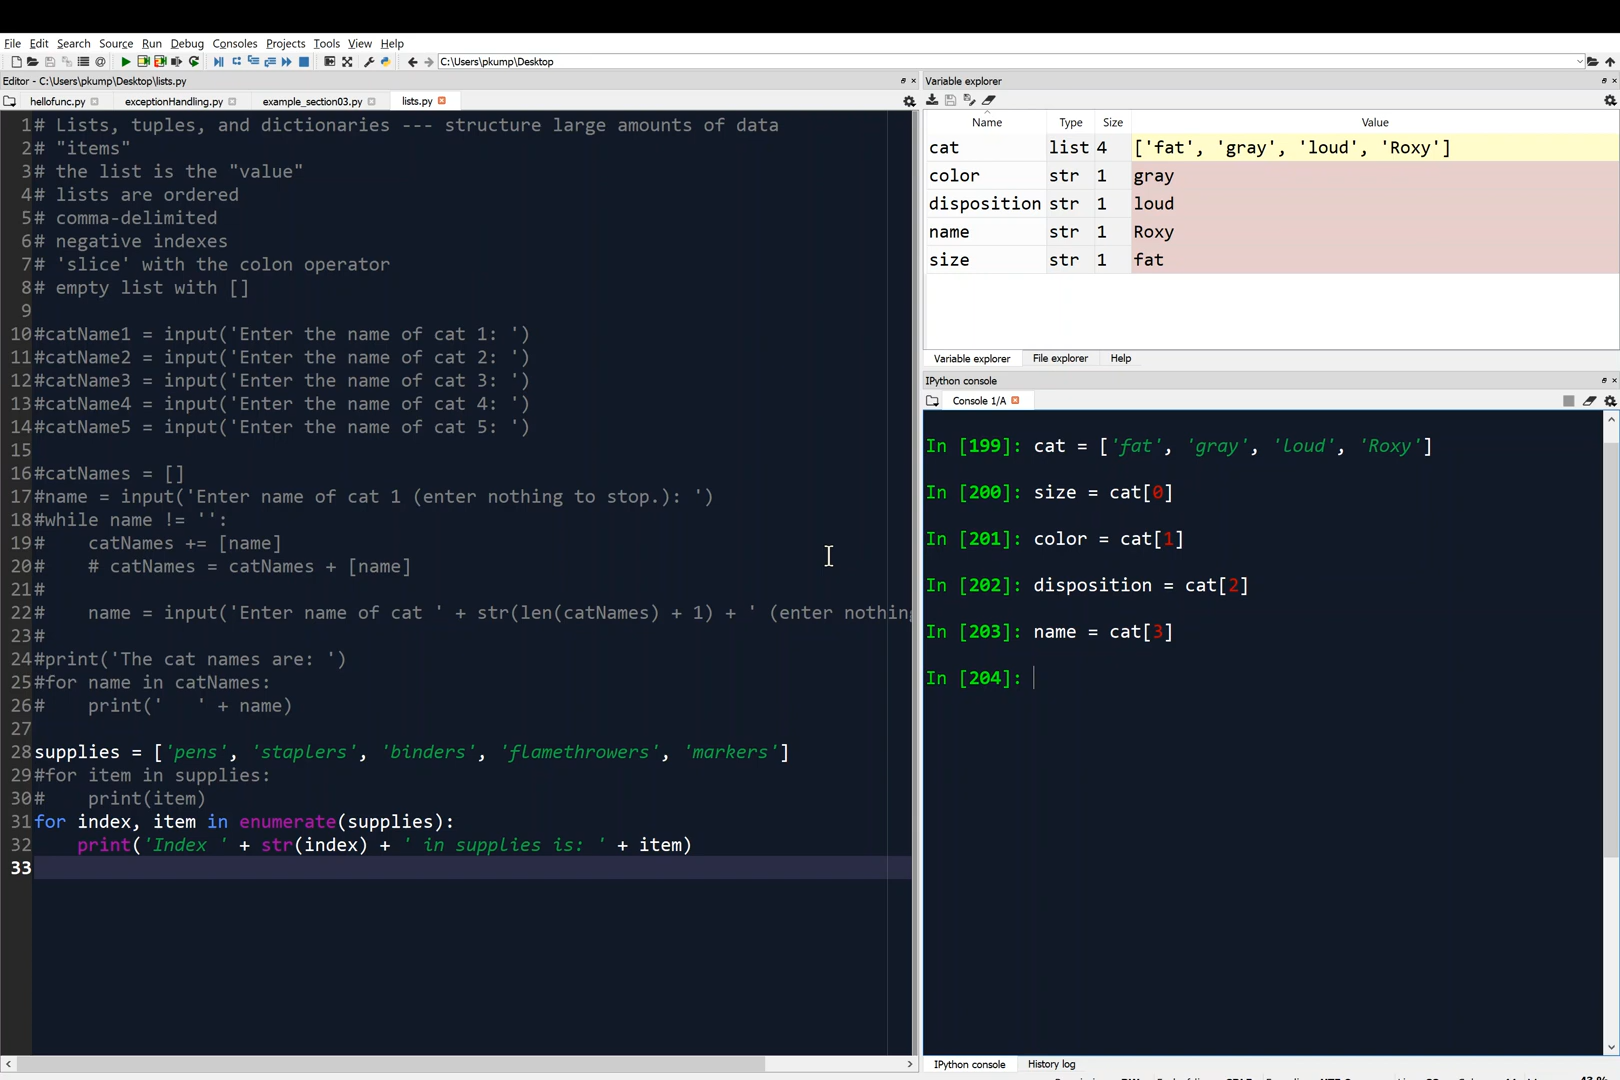 File Edit Search Source Run Debug Consoles Projects Tools View Help
C:\Users\pkump\Desktop
Editor - C:\Users\pkump\Desktop\lists.py
hellofunc.py exceptionHandling.py example_section03.py lists.py
1# Lists, tuples, and dictionaries --- structure large amounts of data
2# "items"
3# the list is the "value"
4# lists are ordered
5# comma-delimited
6# negative indexes
7# 'slice' with the colon operator
8# empty list with []
9
10#catName1 = input('Enter the name of cat 1: ')
11#catName2 = input('Enter the name of cat 2: ')
12#catName3 = input('Enter the name of cat 3: ')
13#catName4 = input('Enter the name of cat 4: ')
14#catName5 = input('Enter the name of cat 5: ')
15
16#catNames = []
17#name = input('Enter name of cat 1 (enter nothing to stop.): ')
18#while name != '':
19#    catNames += [name]
20#    # catNames = catNames + [name]
21#
22#    name = input('Enter name of cat ' + str(len(catNames) + 1) + ' (enter nothing
23#
24#print('The cat names are: ')
25#for name in catNames:
26#    print('   ' + name)
27
28supplies = ['pens', 'staplers', 'binders', 'flamethrowers', 'markers']
29#for item in supplies:
30#    print(item)
31for index, item in enumerate(supplies):
32    print('Index ' + str(index) + ' in supplies is: ' + item)
33
Variable explorer
Name Type Size Value
cat list 4 ['fat', 'gray', 'loud', 'Roxy']
color str 1 gray
disposition str 1 loud
name str 1 Roxy
size str 1 fat
Variable explorer File explorer Help
IPython console
Console 1/A
In [199]: cat = ['fat', 'gray', 'loud', 'Roxy']
In [200]: size = cat[0]
In [201]: color = cat[1]
In [202]: disposition = cat[2]
In [203]: name = cat[3]
In [204]:
IPython console History log